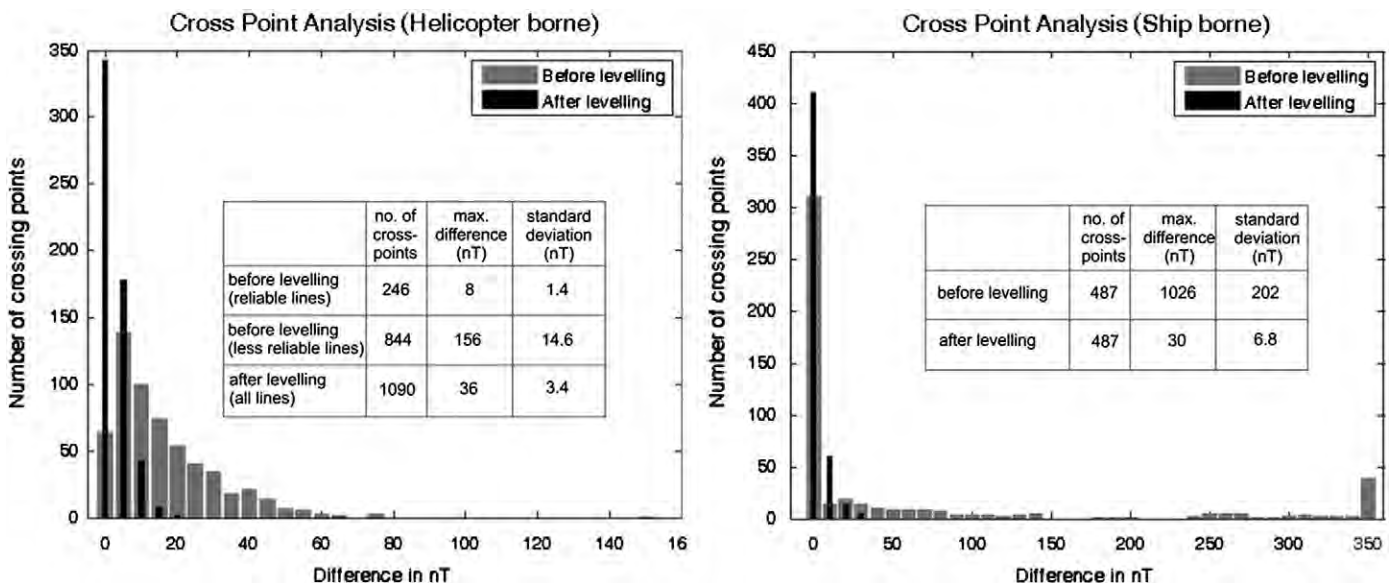 Cross Point Analysis (Helicopter borne)
Number of crossing points
350
300
250
200
150
100
50
0
Before levelling
After levelling
no. of cross-points
max. difference (nT)
standard deviation (nT)
before levelling (reliable lines) 246 8 1.4
before levelling (less reliable lines) 844 156 14.6
after levelling (all lines) 1090 36 3.4
0 20 40 60 80 100 120 140 16
Difference in nT
Cross Point Analysis (Ship borne)
Number of crossing points
450
400
350
300
250
200
150
100
50
0
Before levelling
After levelling
no. of cross-points
max. difference (nT)
standard deviation (nT)
before levelling 487 1026 202
after levelling 487 30 6.8
0 50 100 150 200 250 300 350
Difference in nT